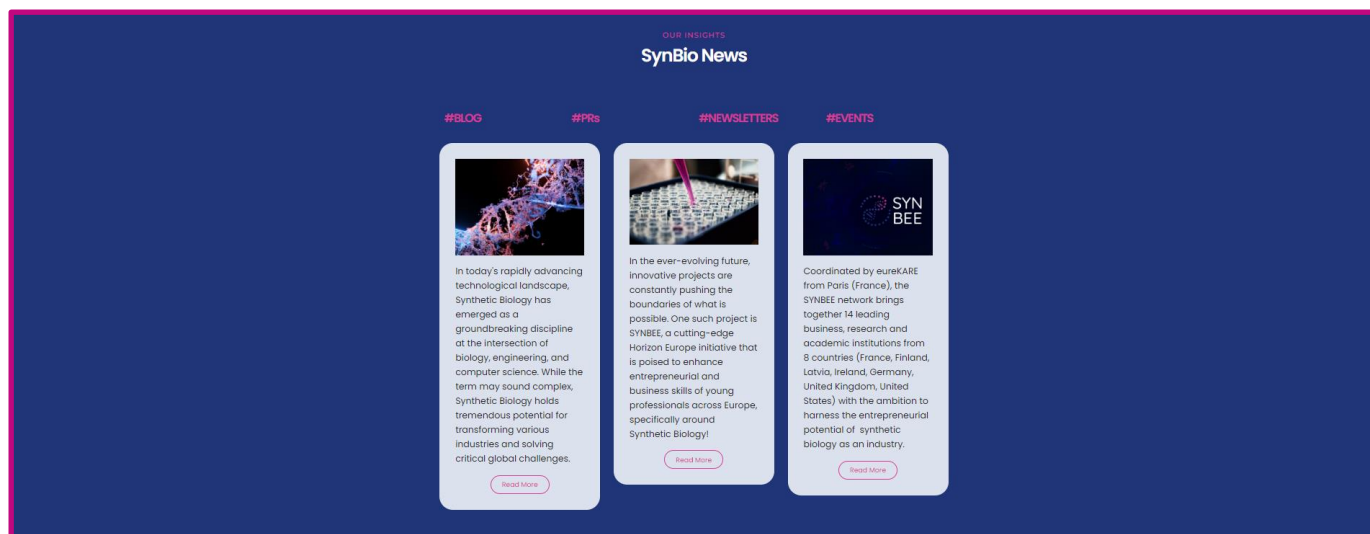 OUR INSIGHTS
SynBio News
#BLOG
#PRs
#NEWSLETTERS
#EVENTS
In today's rapidly advancing
technological landscape,
Synthetic Biology has
emerged as a
groundbreaking discipline
at the intersection of
biology, engineering, and
computer science. While the
term may sound complex,
Synthetic Biology holds
tremendous potential for
transforming various
industries and solving
critical global challenges.
Read More
In the ever-evolving future,
innovative projects are
constantly pushing the
boundaries of what is
possible. One such project is
SYNBEE, a cutting-edge
Horizon Europe initiative that
is poised to enhance
entrepreneurial and
business skills of young
professionals across Europe,
specifically around
Synthetic Biology!
Read More
SYN
BEE
Coordinated by eureKARE
from Paris (France), the
SYNBEE network brings
together 14 leading
business, research and
academic institutions from
8 countries (France, Finland,
Latvia, Ireland, Germany,
United Kingdom, United
States) with the ambition to
harness the entrepreneurial
potential of synthetic
biology as an industry.
Read More